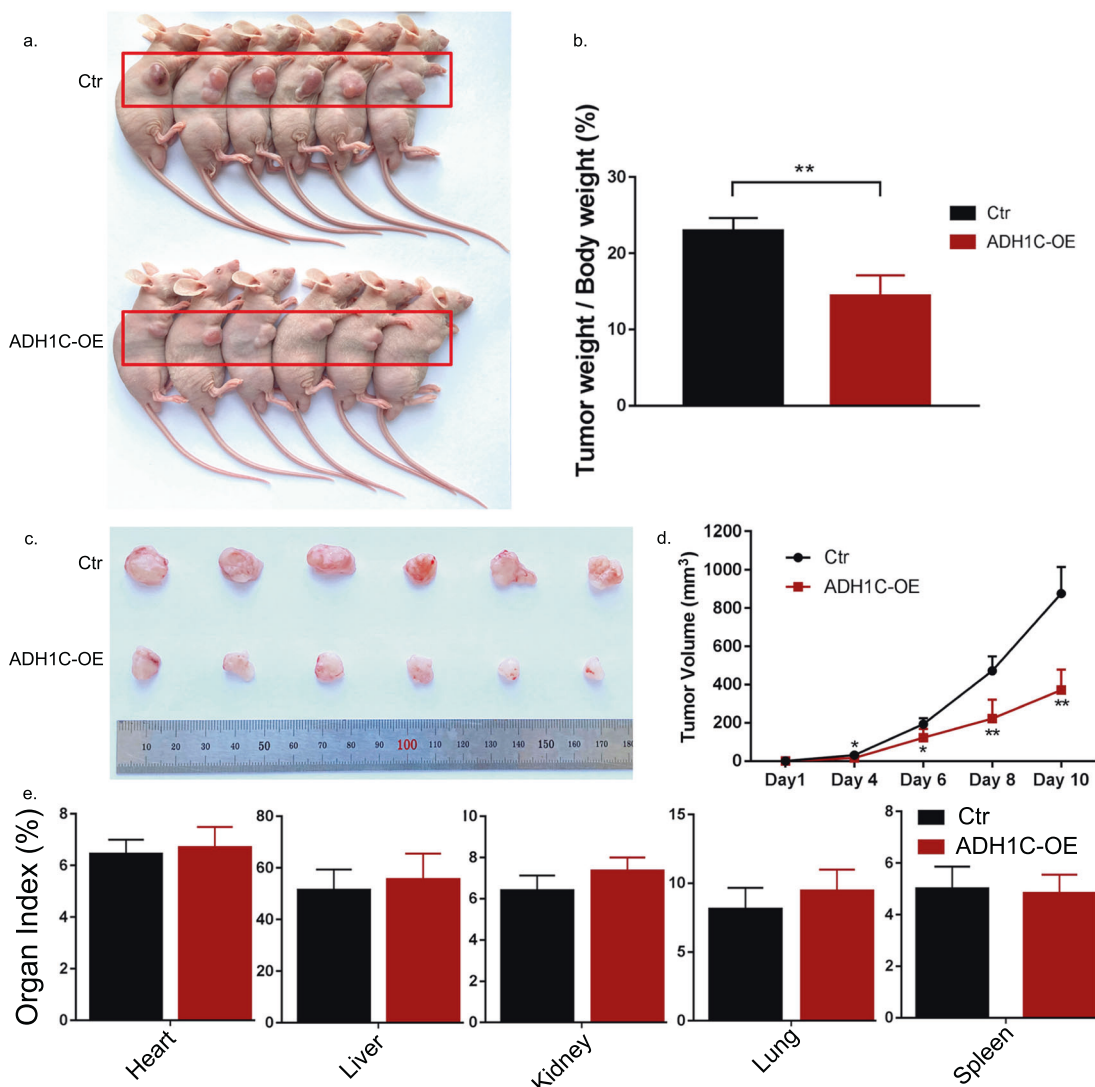 a.
Ctr
ADH1C-OE
b.
Tumor weight / Body weight (%)
30
20
10
0
**
Ctr
ADH1C-OE
c.
Ctr
ADH1C-OE
10 20 30 40 50 60 70 80 90 100 110 120 130 140 150 160 170
d.
Tumor Volume (mm3)
1200
1000
800
600
400
200
0
Ctr
ADH1C-OE
*
*
**
**
Day1 Day 4 Day 6 Day 8 Day 10
e.
Organ Index (%)
8
6
4
2
0
Heart
80
60
40
20
0
Liver
10
8
6
4
2
0
Kidney
15
10
5
0
Lung
8
6
4
2
0
Spleen
Ctr
ADH1C-OE